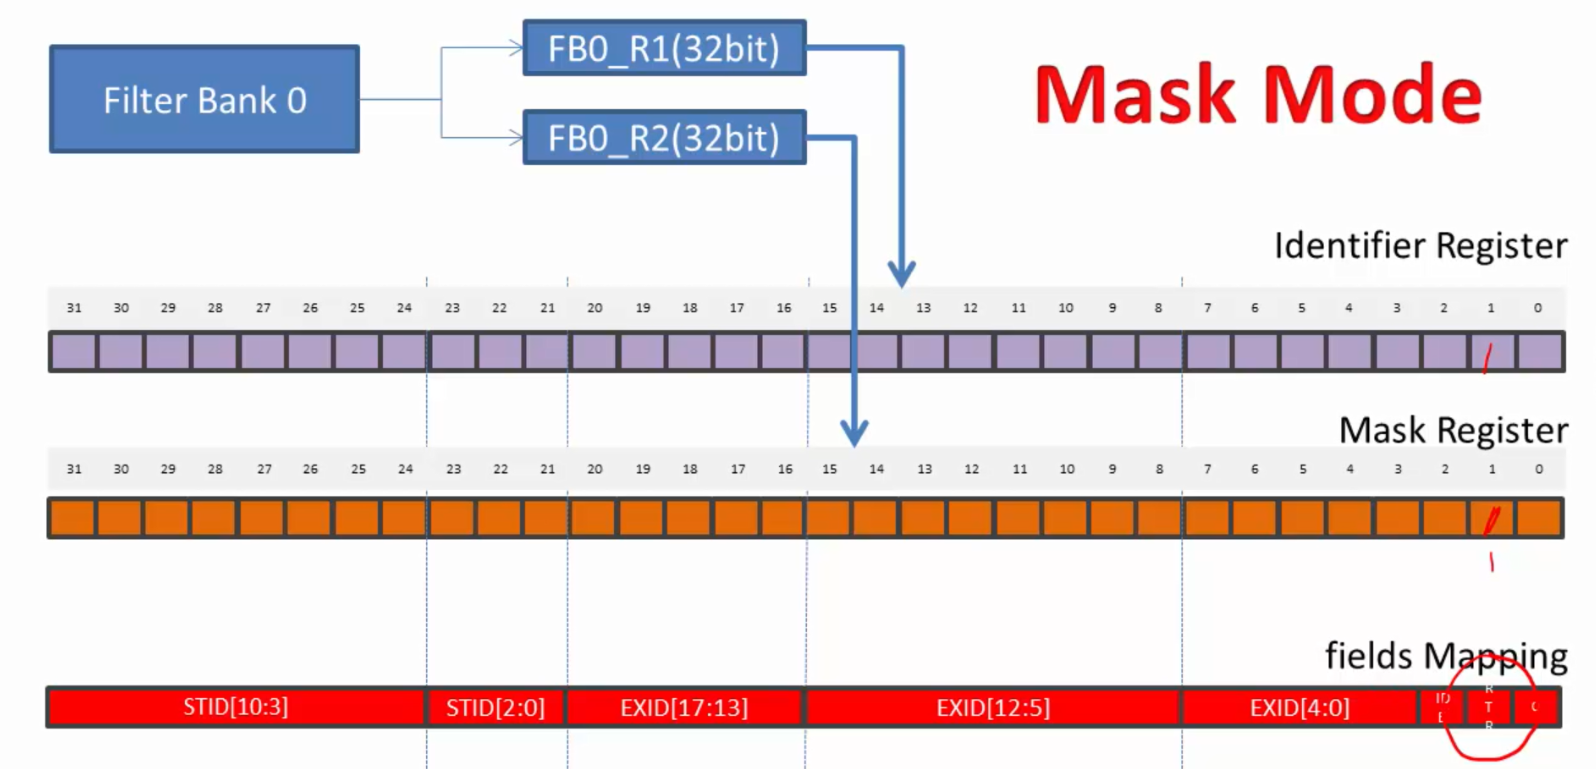 FB0_R1(32bit)
Mask Mode
Filter Bank 0
FB0_R2(32bit)
Identifier Register
31 30 29 28 27 26 25 24 23 22 21 20 19 18 17 16 15 14 13 12 11 10 9 8 7 6 5 4 3 2 1 0
1
Mask Register
31 30 29 28 27 26 25 24 23 22 21 20 19 18 17 16 15 14 13 12 11 10 9 8 7 6 5 4 3 2 1 0
1
fields Mapping
STID[10:3] STID[2:0] EXID[17:13] EXID[12:5] EXID[4:0] IDE RTR